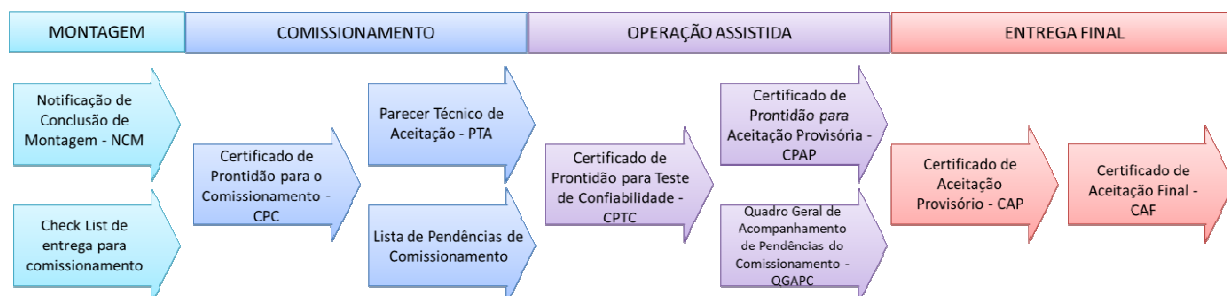 MONTAGEM
COMISSIONAMENTO
OPERAÇÃO ASSISTIDA
ENTREGA FINAL
Notificação de
Conclusão de
Montagem - NCM
Check List de
entrega para
comissionamento
Certificado de
Prontidão para o
Comissionamento -
CPC
Parecer Técnico de
Aceitação - PTA
Lista de Pendências de
Comissionamento
Certificado de
Prontidão para Teste
de Confiabilidade -
CPTC
Certificado de
Prontidão para
Aceitação Provisória -
CPAP
Quadro Geral de
Acompanhamento
de Pendências do
Comissionamento -
QGAPC
Certificado de
Aceitação
Provisório - CAP
Certificado de
Aceitação Final -
CAF